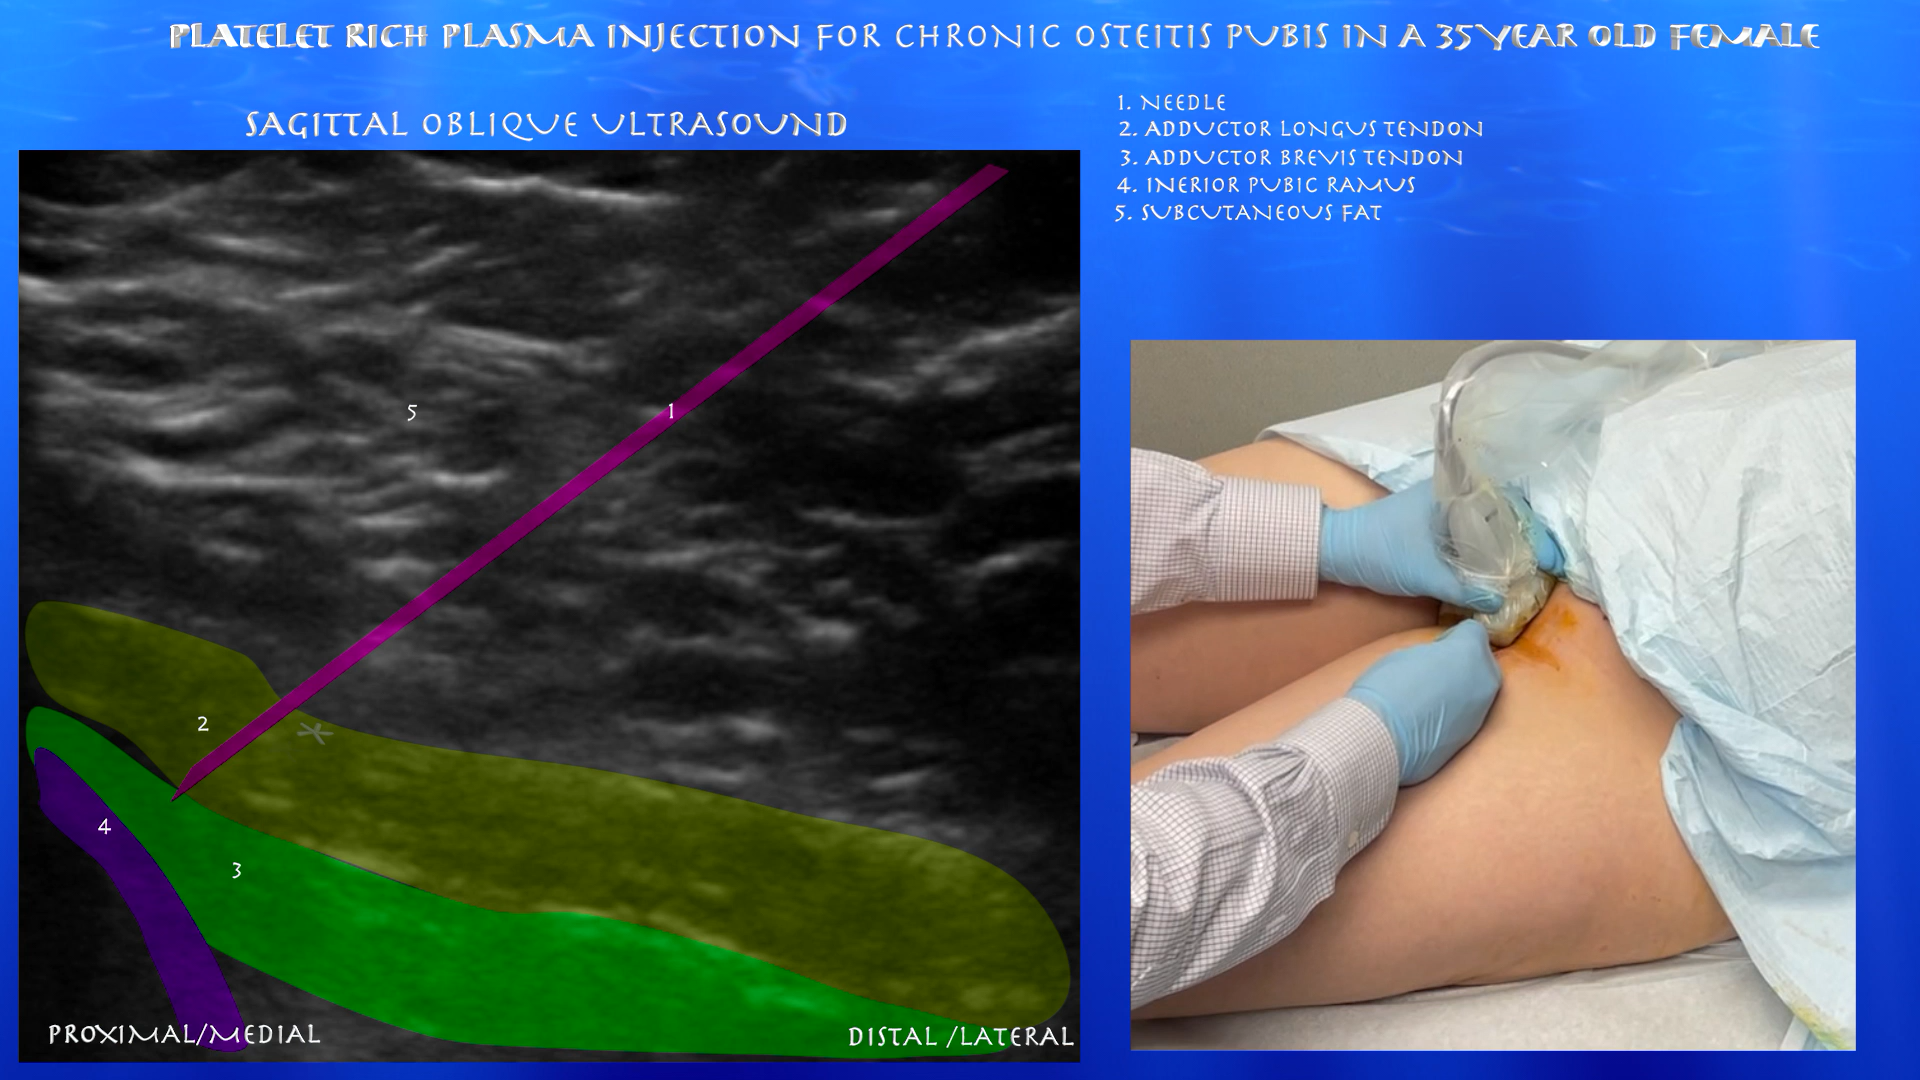 PLATELET RICH PLASMA INJECTION FOR CHRONIC OSTEITIS PUBIS IN A 35 YEAR OLD FEMALE
SAGITTAL OBLIQUE ULTRASOUND
1. NEEDLE
2. ADDUCTOR LONGUS TENDON
3. ADDUCTOR BREVIS TENDON
4. INERIOR PUBIC RAMUS
5. SUBCUTANEOUS FAT
5
1
2
4
3
PROXIMAL/MEDIAL
DISTAL /LATERAL